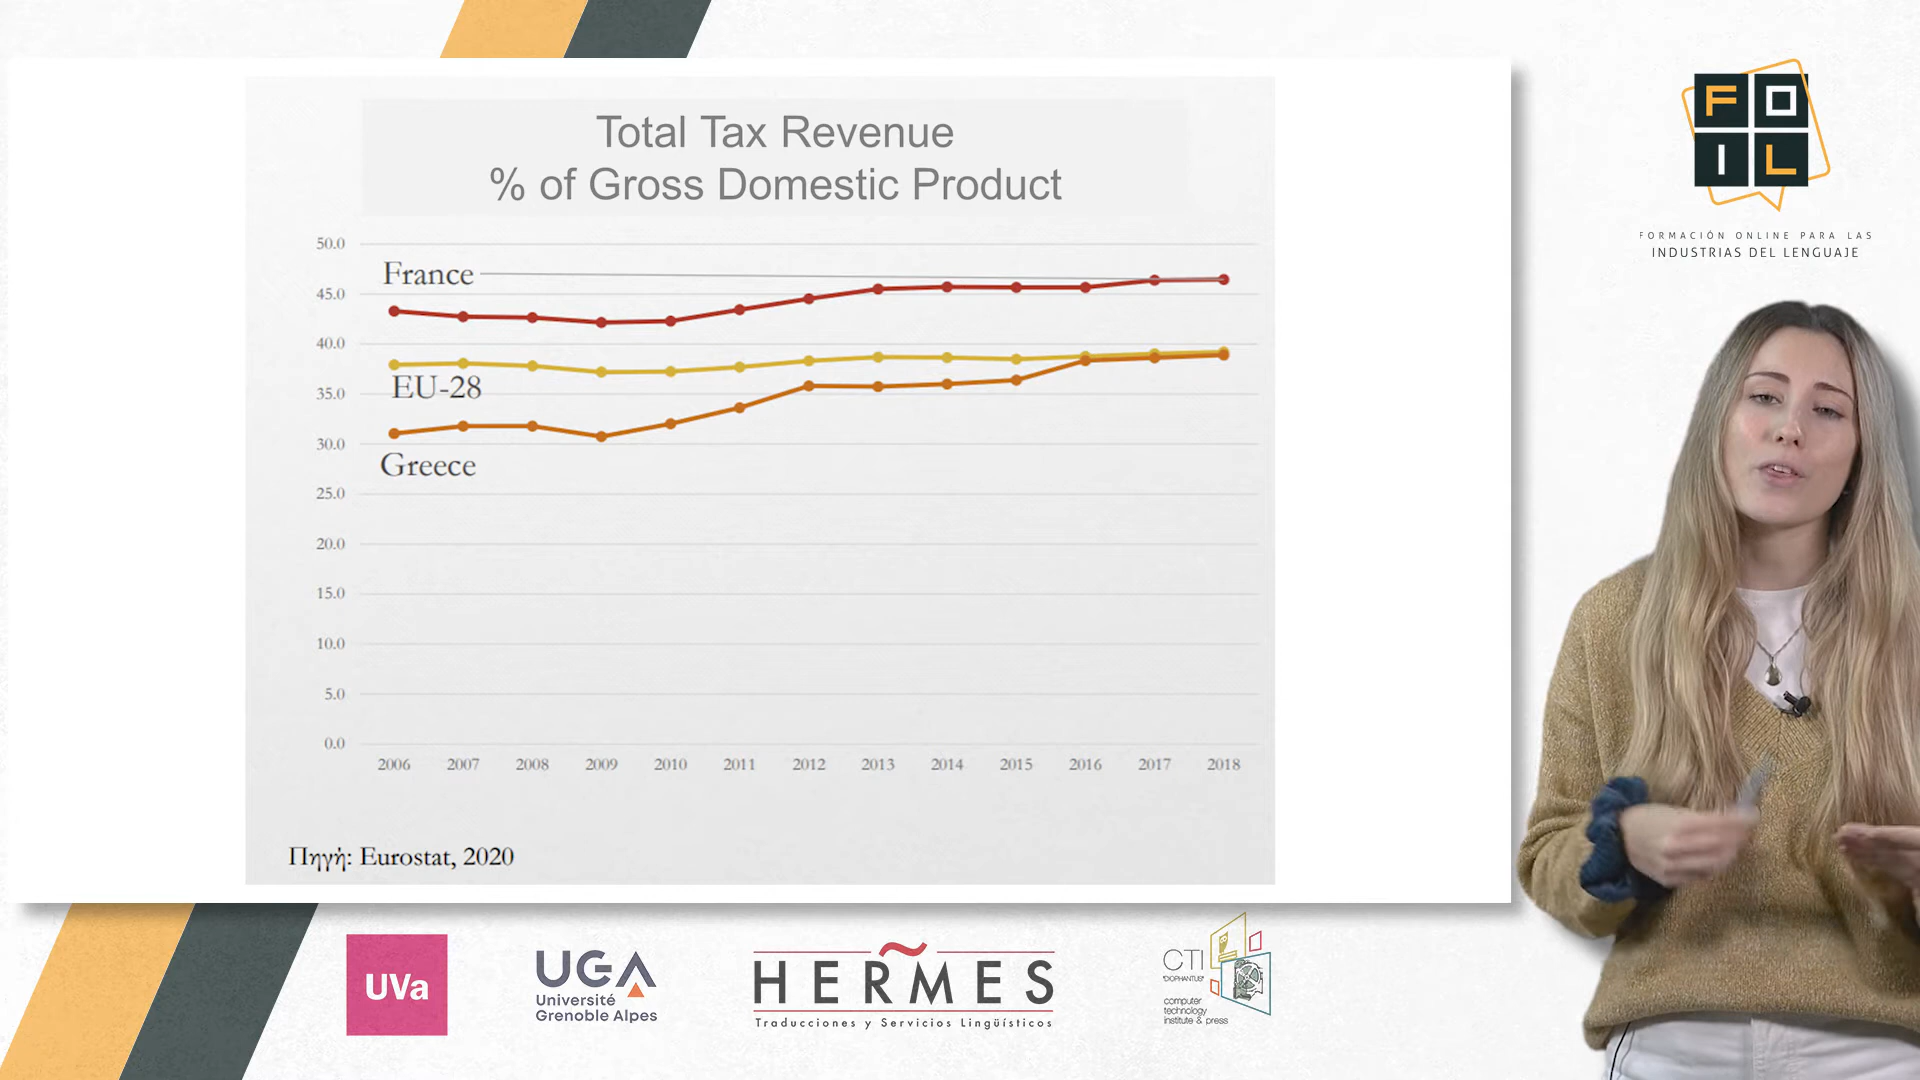 Total Tax Revenue
% of Gross Domestic Product
50.0
France
45.0
40.0
EU-28
35.0
30.0
Greece
25.0
20.0
15.0
10.0
5.0
0.0
2006 2007 2008 2009 2010 2011 2012 2013 2014 2015 2016 2017 2018
Πηγή: Eurostat, 2020
FO
IL
FORMACIÓN ONLINE PARA LAS
INDUSTRIAS DEL LENGUAJE
UVa
UGA
Université
Grenoble Alpes
HERMES
Traducciones y Servicios Lingüísticos
CTI
"DIOPHANTUS"
computer
technology
institute & press